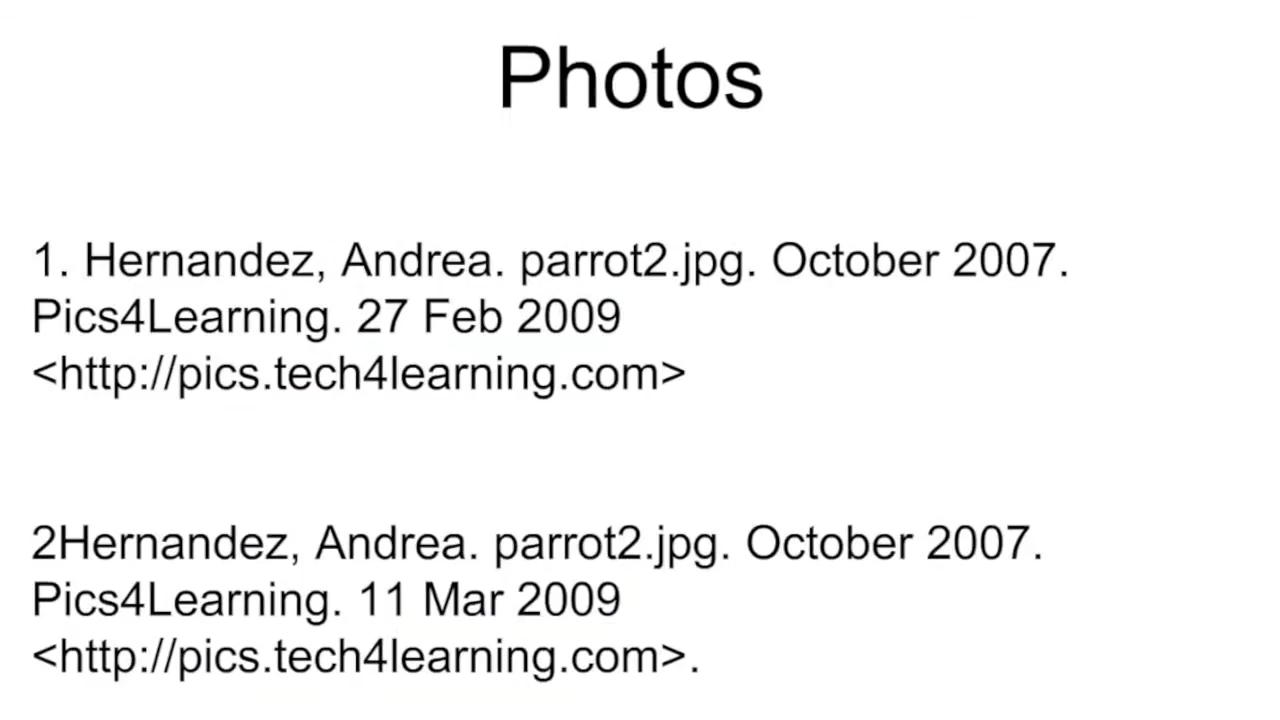 Photos
1. Hernandez, Andrea. parrot2.jpg. October 2007.
Pics4Learning. 27 Feb 2009
<http://pics.tech4learning.com>
2Hernandez, Andrea. parrot2.jpg. October 2007.
Pics4Learning. 11 Mar 2009
<http://pics.tech4learning.com>.